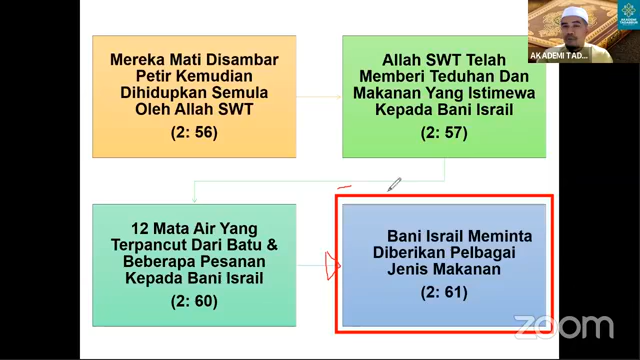 Mereka Mati Disambar
Petir Kemudian
Dihidupkan Semula
Oleh Allah SWT
(2: 56)
Allah SWT Telah
Memberi Teduhan Dan
Makanan Yang Istimewa
Kepada Bani Israil
(2: 57)
12 Mata Air Yang
Terpancut Dari Batu &
Beberapa Pesanan
Kepada Bani Israil
(2: 60)
Bani Israil Meminta
Diberikan Pelbagai
Jenis Makanan
(2: 61)
AKADEMI TAD...
zoom